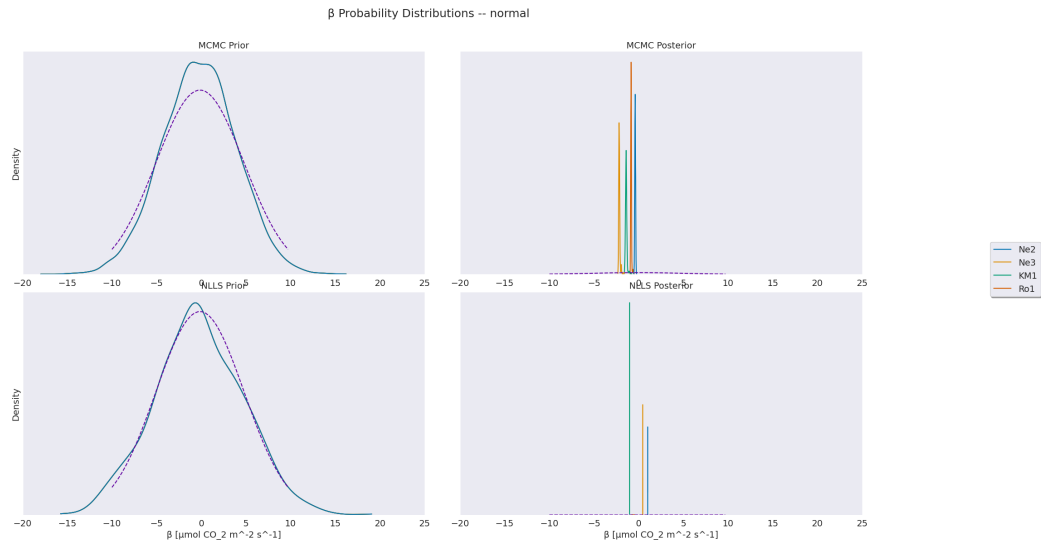 β Probability Distributions -- normal
MCMC Prior
MCMC Posterior
Density
−20 −15 −10 −5 0 5 10 15 20 25
−20 −15 −10 −5 0 5 10 15 20 25
NLLS Prior
NLLS Posterior
Density
−20 −15 −10 −5 0 5 10 15 20 25
−20 −15 −10 −5 0 5 10 15 20 25
β [μmol CO_2 m^-2 s^-1]
β [μmol CO_2 m^-2 s^-1]
Ne2
Ne3
KM1
Ro1